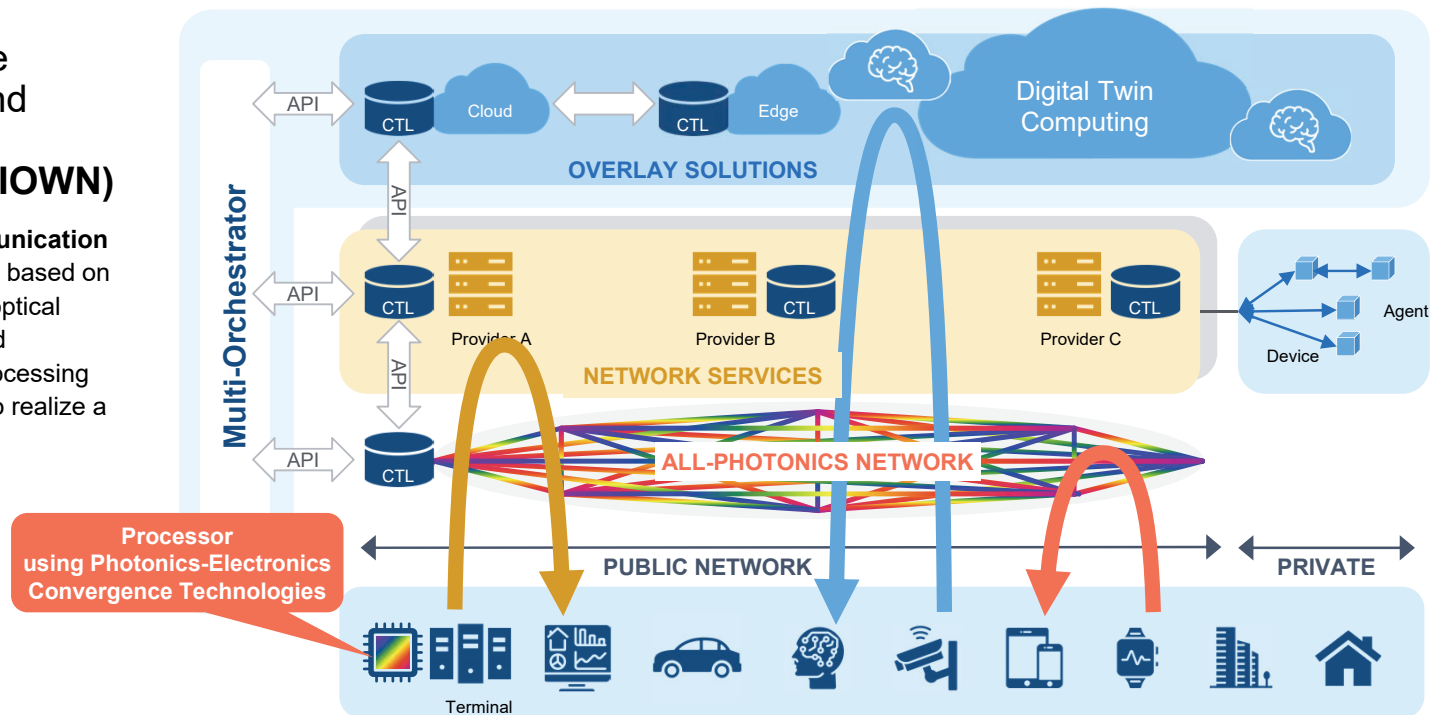 e
nd
IOWN)
unication
based on
optical
d
ocessing
o realize a
Multi-Orchestrator
API
CTL
Cloud
CTL
Edge
Digital Twin
Computing
OVERLAY SOLUTIONS
API
API
CTL
Provider A
Provider B
CTL
Provider C
CTL
NETWORK SERVICES
Agent
Device
API
API
CTL
ALL-PHOTONICS NETWORK
Processor
using Photonics-Electronics
Convergence Technologies
PUBLIC NETWORK
PRIVATE
Terminal